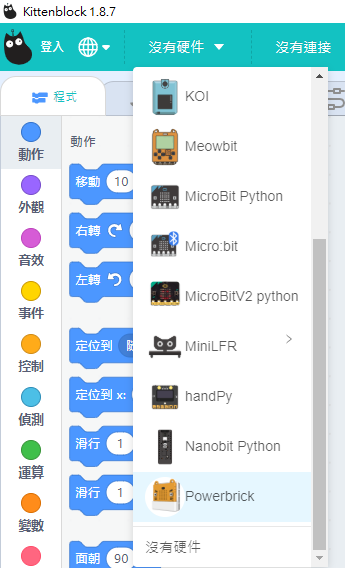 Kittenblock 1.8.7
登入
沒有硬件
沒有連接
程式
動作
外觀
音效
事件
控制
偵測
運算
變數
動作
移動 10
右轉
左轉
定位到
定位到 x:
滑行 1
滑行 1
面朝 90
KOI
Meowbit
MicroBit Python
Micro:bit
MicroBitV2 python
MiniLFR
handPy
Nanobit Python
Powerbrick
沒有硬件